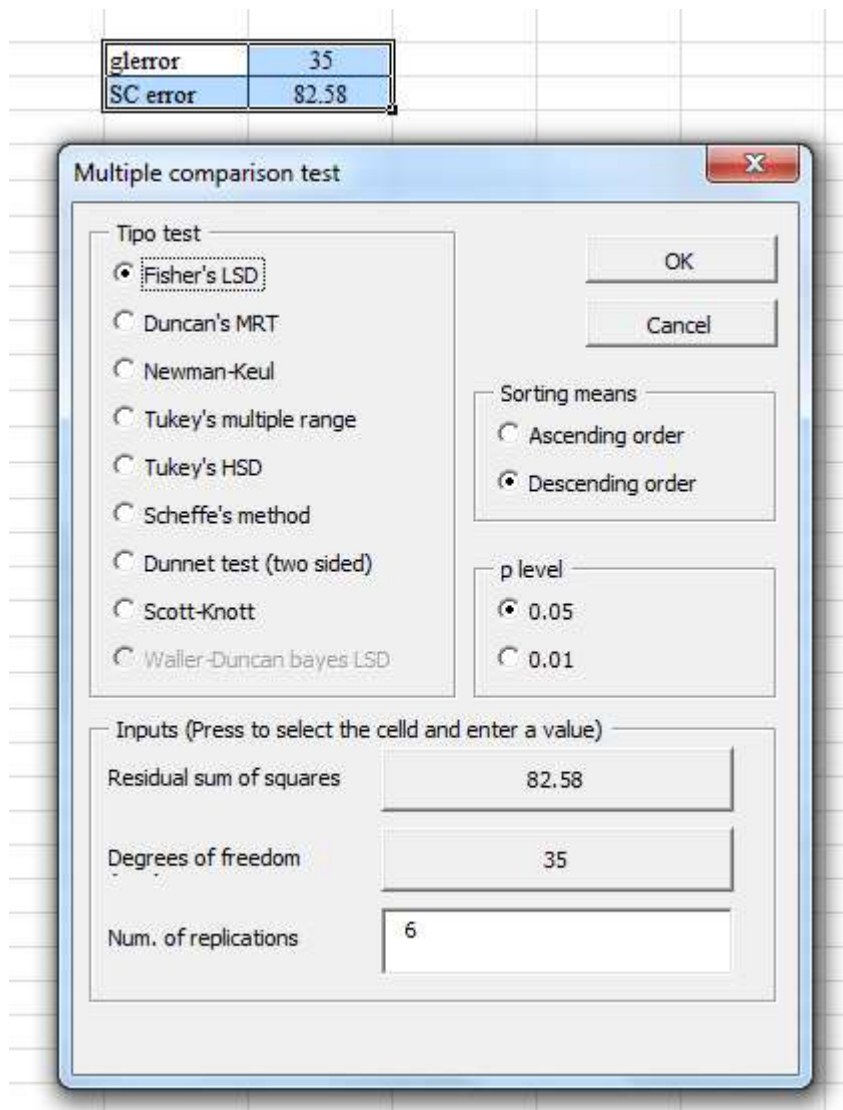 glerror 35
SC error 82.58
Multiple comparison test
Tipo test
Fisher's LSD
Duncan's MRT
Newman-Keul
Tukey's multiple range
Tukey's HSD
Scheffe's method
Dunnet test (two sided)
Scott-Knott
Waller-Duncan bayes LSD
OK
Cancel
Sorting means
Ascending order
Descending order
p level
0.05
0.01
Inputs (Press to select the celld and enter a value)
Residual sum of squares 82.58
Degrees of freedom 35
Num. of replications 6